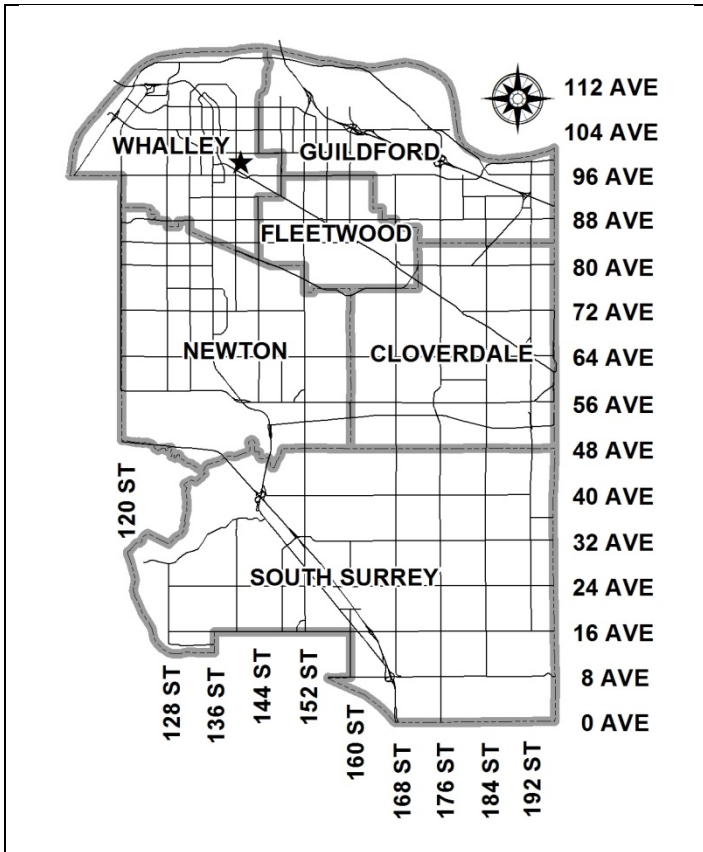 112 AVE
104 AVE
WHALLEY
GUILDFORD
96 AVE
88 AVE
FLEETWOOD
80 AVE
72 AVE
NEWTON
CLOVERDALE
64 AVE
56 AVE
48 AVE
120 ST
40 AVE
32 AVE
SOUTH SURREY
24 AVE
16 AVE
128 ST
136 ST
144 ST
152 ST
160 ST
8 AVE
0 AVE
168 ST
176 ST
184 ST
192 ST